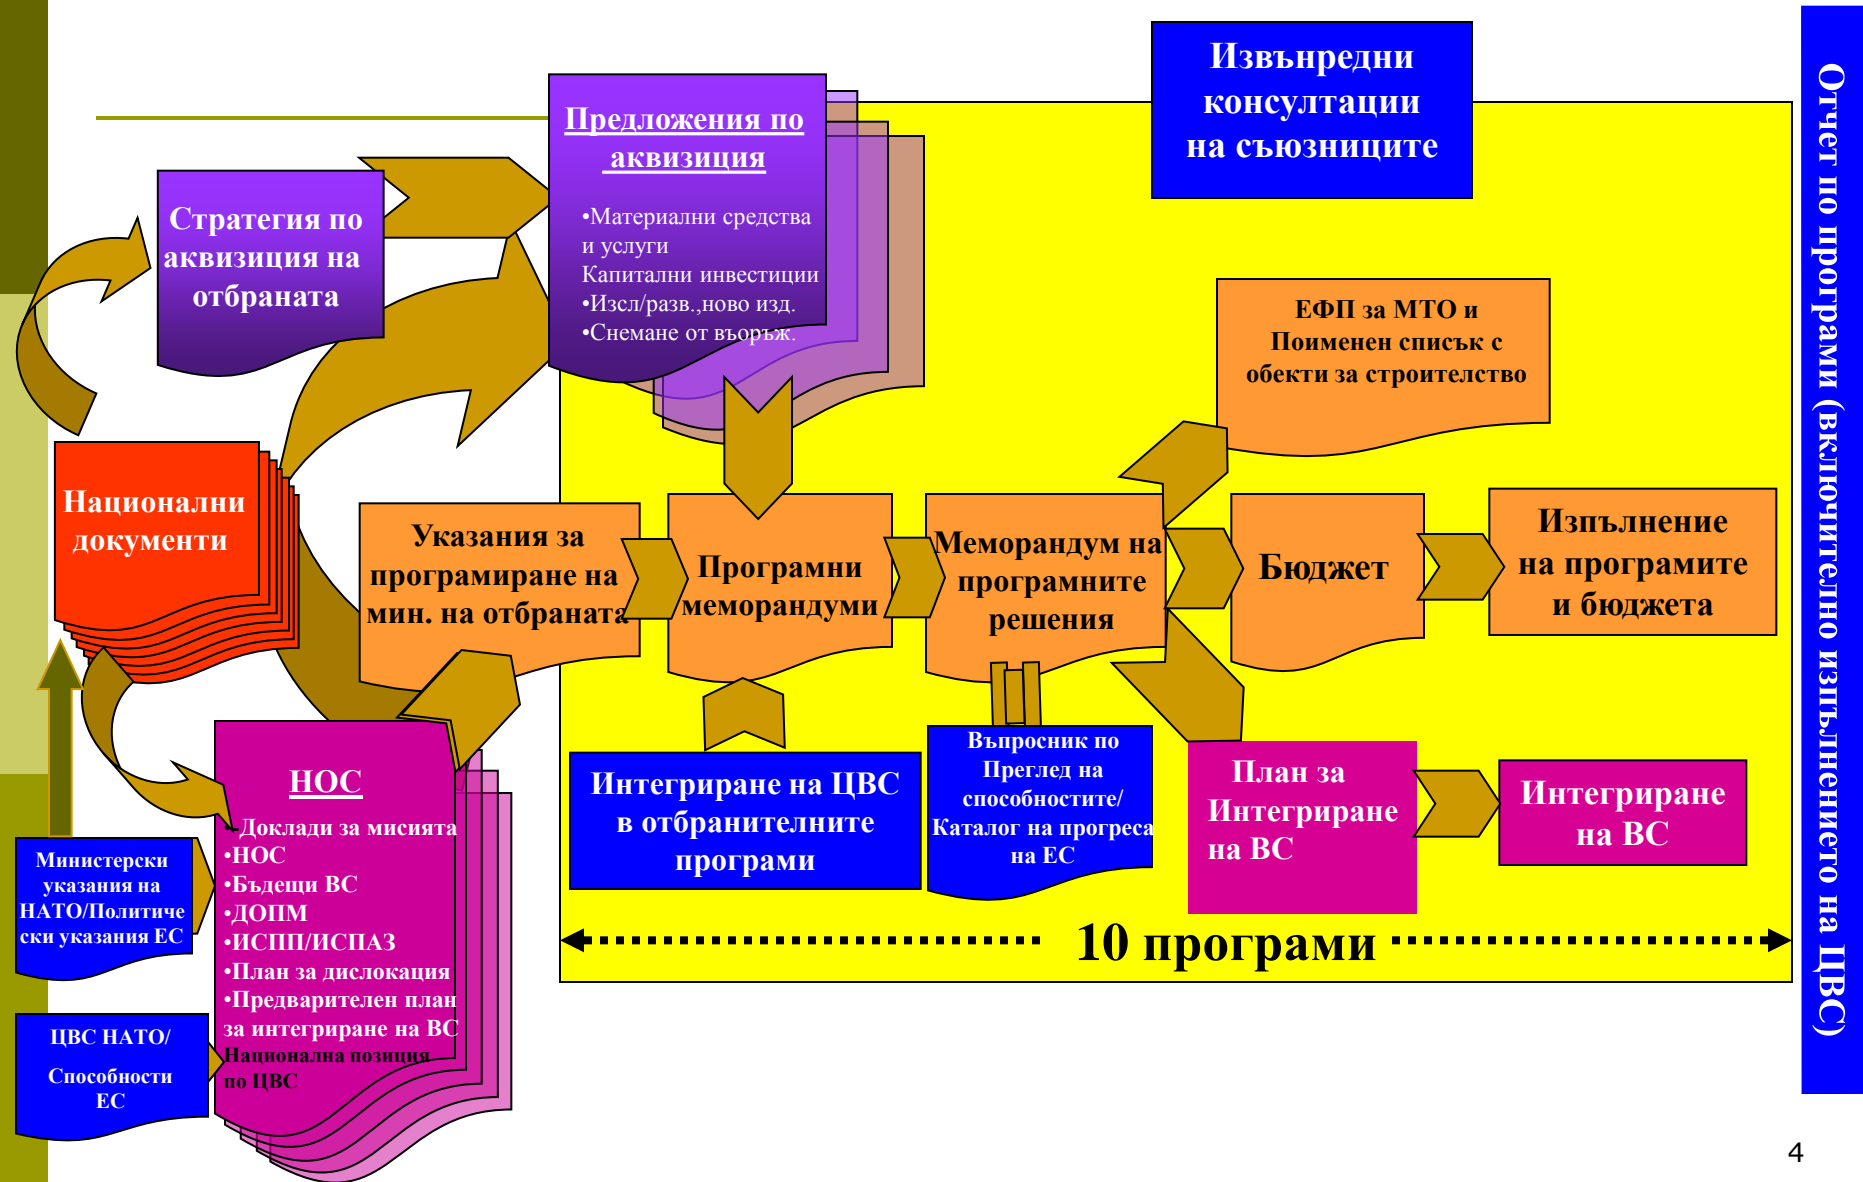 Извънредни
консултации
на съюзниците
Отчет по програми (включително изпълнението на ЦВС)
Предложения по
аквизиция
•Материални средства
и услуги
Капитални инвестиции
•Изсл/разв.,ново изд.
•Снемане от въоръж.
Стратегия по
аквизиция на
отбраната
ЕФП за МТО и
Поименен списък с
обекти за строителство
Национални
документи
Указания за
програмиране на
мин. на отбраната
Програмни
меморандуми
Меморандум на
програмните
решения
Бюджет
Изпълнение
на програмите
и бюджета
НОС
•Доклади за мисията
•НОС
•Бъдещи ВС
•ДОПМ
•ИСПП/ИСПАЗ
•План за дислокация
•Предварителен план
за интегриране на ВС
Национална позиция
по ЦВС
Интегриране на ЦВС
в отбранителните
програми
Въпросник по
Преглед на
способностите/
Каталог на прогреса
на ЕС
План за
Интегриране
на ВС
Интегриране
на ВС
Министерски
указания на
НАТО/Политиче
ски указания ЕС
10 програми
ЦВС НАТО/
Способности
ЕС
4